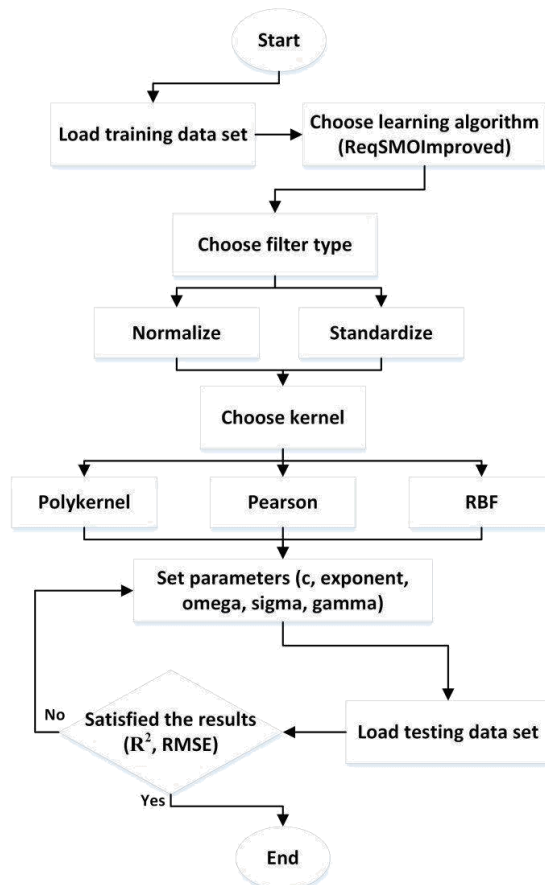 Start
Load training data set
Choose learning algorithm
(ReqSMOImproved)
Choose filter type
Normalize
Standardize
Choose kernel
Polykernel
Pearson
RBF
Set parameters (c, exponent,
omega, sigma, gamma)
No
Satisfied the results
(R², RMSE)
Load testing data set
Yes
End